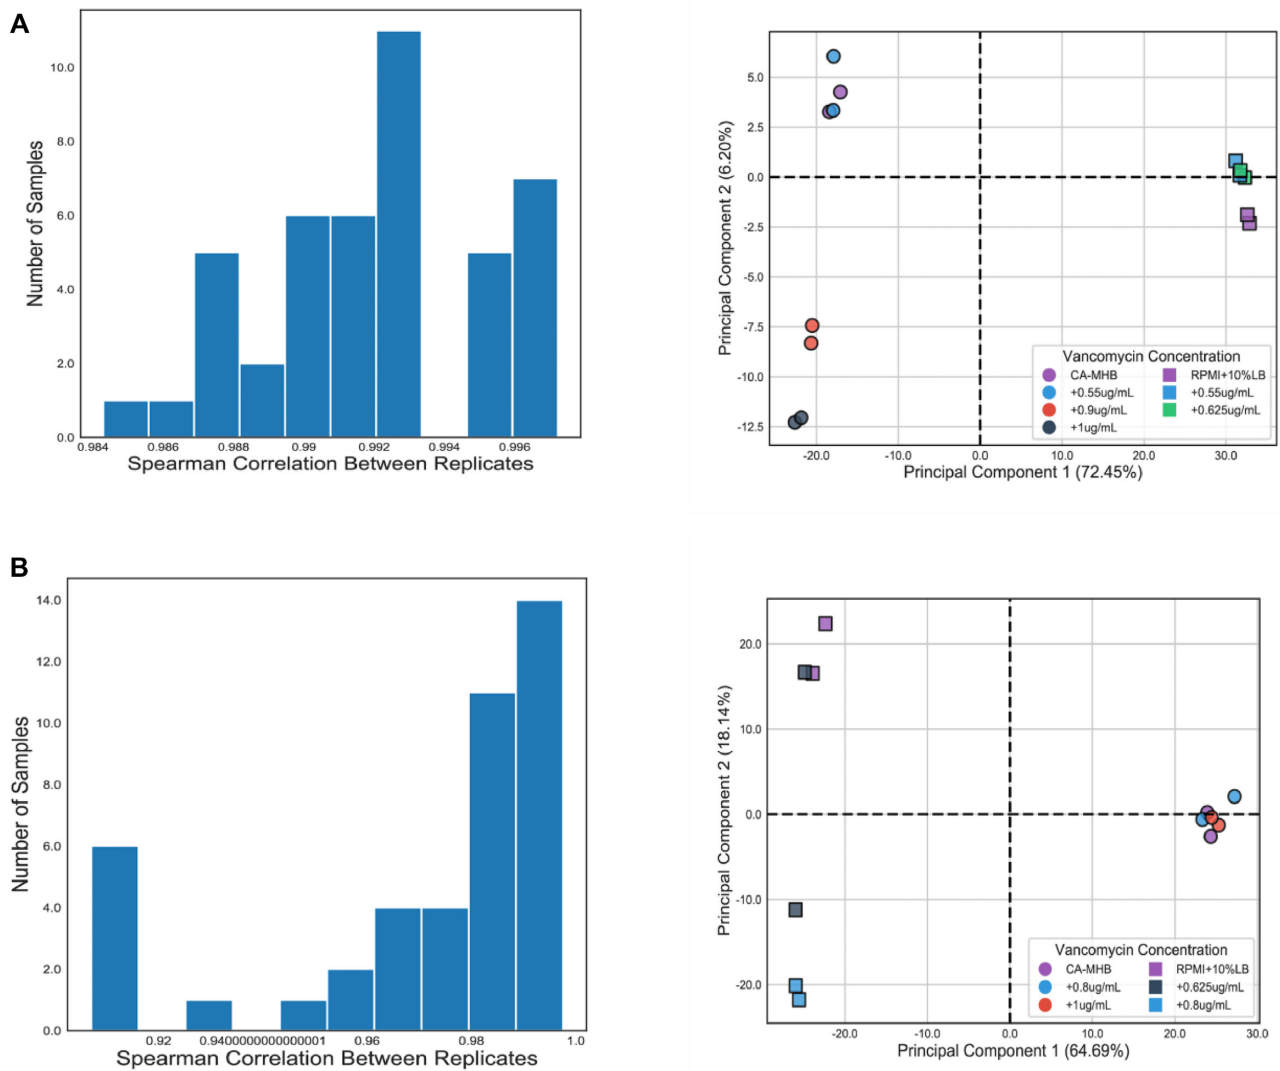 A
Number of Samples
10.0
8.0
6.0
4.0
2.0
0.0
0.984 0.986 0.988 0.99 0.992 0.994 0.996
Spearman Correlation Between Replicates
Principal Component 2 (6.20%)
5.0
2.5
0.0
-2.5
-5.0
-7.5
-10.0
-12.5
Vancomycin Concentration
CA-MHB RPMI+10%LB
+0.55ug/mL +0.55ug/mL
+0.9ug/mL +0.625ug/mL
+1ug/mL
-20.0 -10.0 0.0 10.0 20.0 30.0
Principal Component 1 (72.45%)
B
Number of Samples
14.0
12.0
10.0
8.0
6.0
4.0
2.0
0.0
0.92 0.9400000000000001 0.96 0.98 1.0
Spearman Correlation Between Replicates
Principal Component 2 (18.14%)
20.0
10.0
0.0
-10.0
-20.0
Vancomycin Concentration
CA-MHB RPMI+10%LB
+0.8ug/mL +0.625ug/mL
+1ug/mL +0.8ug/mL
-20.0 -10.0 0.0 10.0 20.0 30.0
Principal Component 1 (64.69%)